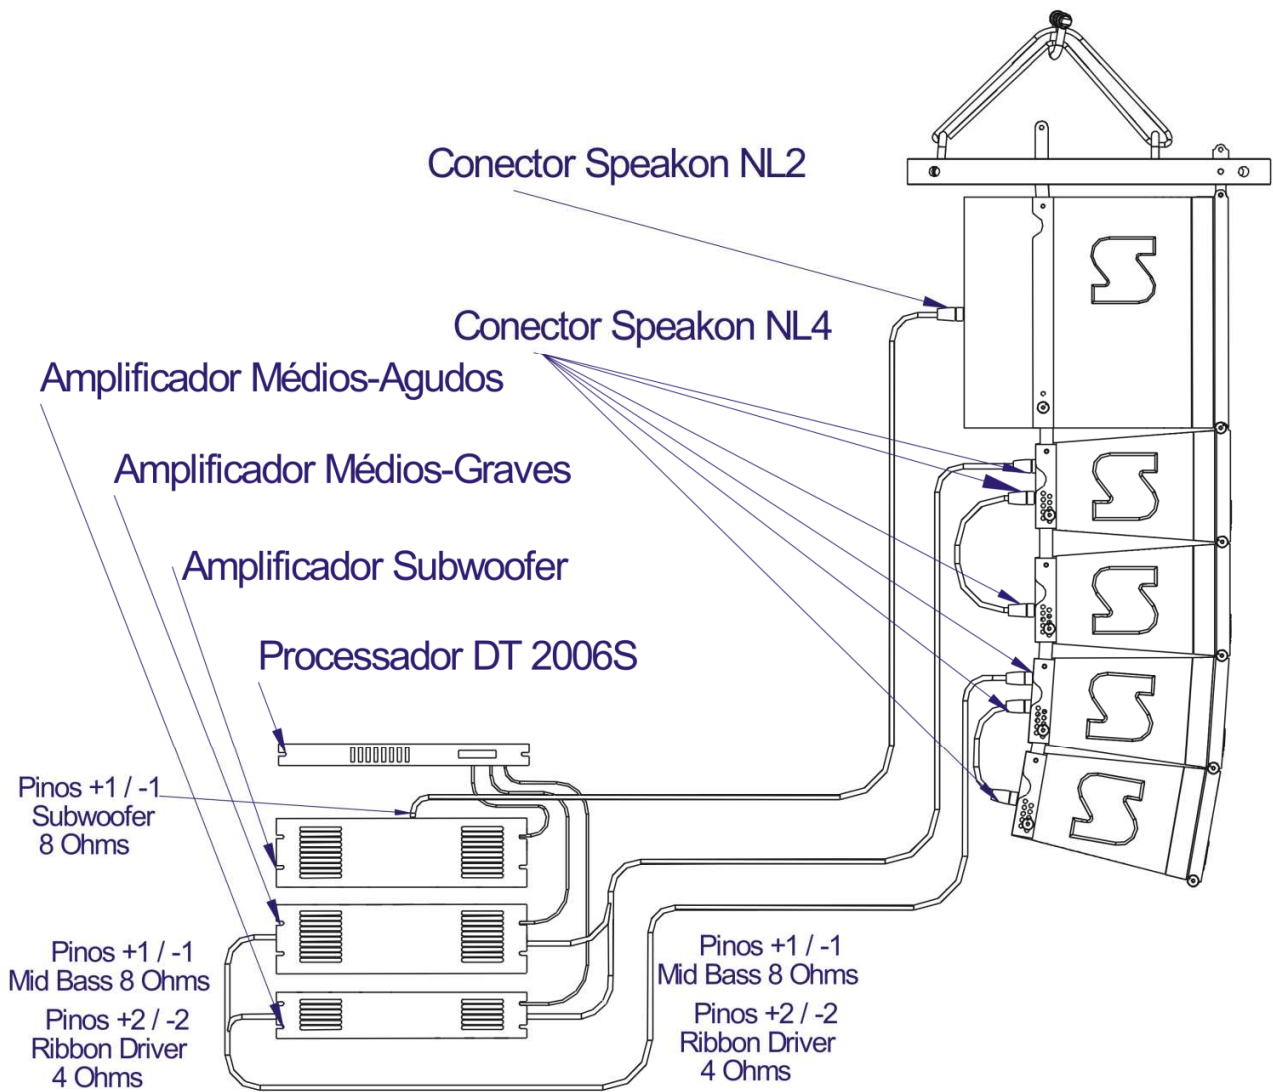 Conector Speakon NL2
Conector Speakon NL4
Amplificador Médios-Agudos
Amplificador Médios-Graves
Amplificador Subwoofer
Processador DT 2006S
Pinos +1 / -1
Subwoofer
8 Ohms
Pinos +1 / -1
Mid Bass 8 Ohms
Pinos +2 / -2
Ribbon Driver
4 Ohms
Pinos +1 / -1
Mid Bass 8 Ohms
Pinos +2 / -2
Ribbon Driver
4 Ohms